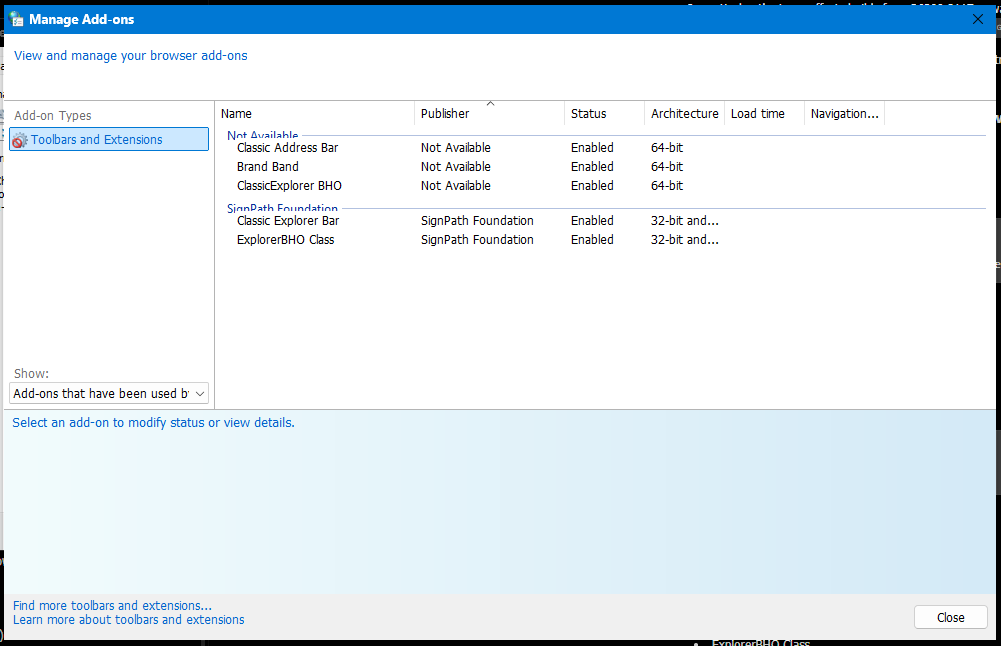 Manage Add-ons
View and manage your browser add-ons
Add-on Types
Toolbars and Extensions
Name Publisher Status Architecture Load time Navigation...
Not Available
Classic Address Bar Not Available Enabled 64-bit
Brand Band Not Available Enabled 64-bit
ClassicExplorer BHO Not Available Enabled 64-bit
SignPath Foundation
Classic Explorer Bar SignPath Foundation Enabled 32-bit and...
ExplorerBHO Class SignPath Foundation Enabled 32-bit and...
Show:
Add-ons that have been used b
Select an add-on to modify status or view details.
Find more toolbars and extensions...
Learn more about toolbars and extensions
Close
ExplorerBHO Class